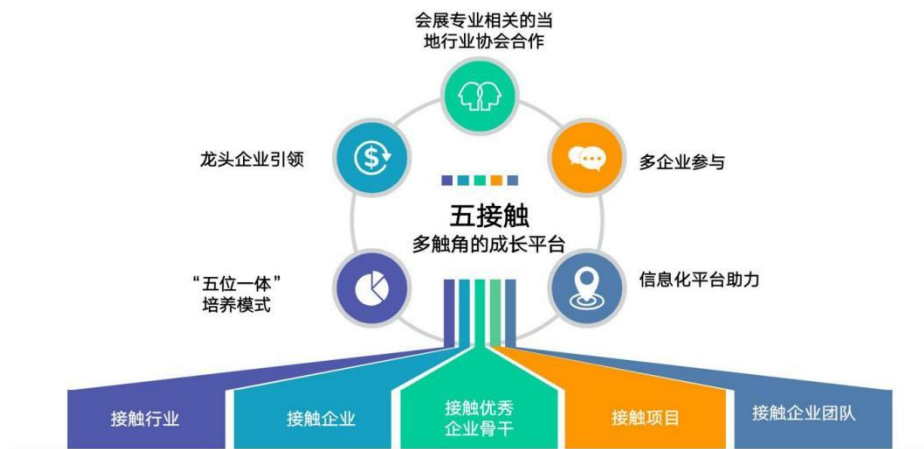 会展专业相关的当
地行业协会合作
龙头企业引领
$
多企业参与
五接触
多触角的成长平台
“五位一体”
培养模式
信息化平台助力
接触行业
接触企业
接触优秀
企业骨干
接触项目
接触企业团队